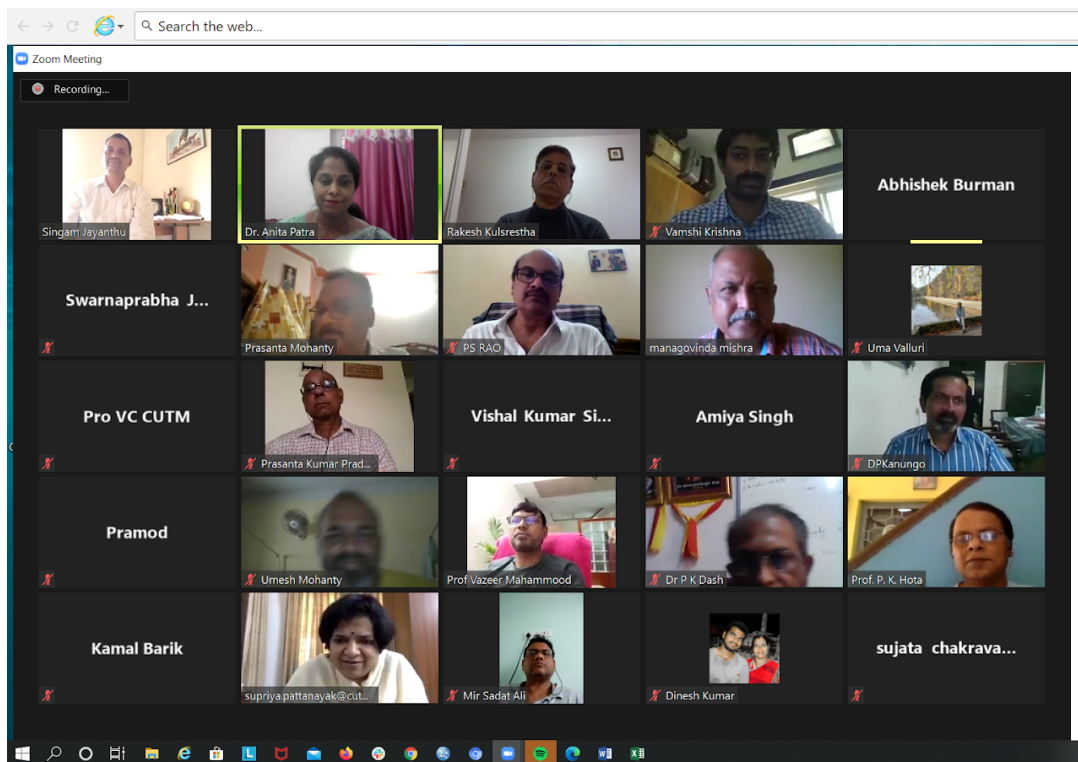 Search the web...
Zoom Meeting
Recording...
Singam Jayanthu
Dr. Anita Patra
Rakesh Kulsrestha
Vamshi Krishna
Abhishek Burman
Swarnaprabha J...
Prasanta Mohanty
PS RAO
managovinda mishra
Uma Valluri
Pro VC CUTM
Prasanta Kumar Prad...
Vishal Kumar Si...
Amiya Singh
DPKanungo
Pramod
Umesh Mohanty
Prof Vazeer Mahammood
Dr P K Dash
Prof. P. K. Hota
Kamal Barik
supriya.pattanayak@cut...
Mir Sadat Ali
Dinesh Kumar
sujata chakrava...